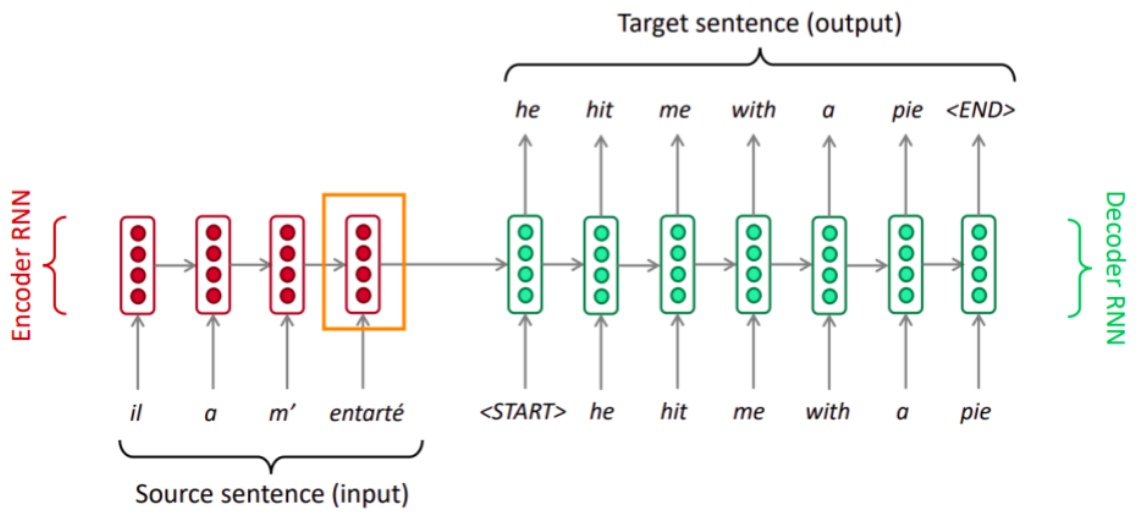 Target sentence (output)
he hit me with a pie <END>
Encoder RNN
Decoder RNN
il a m' entarté
<START> he hit me with a pie
Source sentence (input)